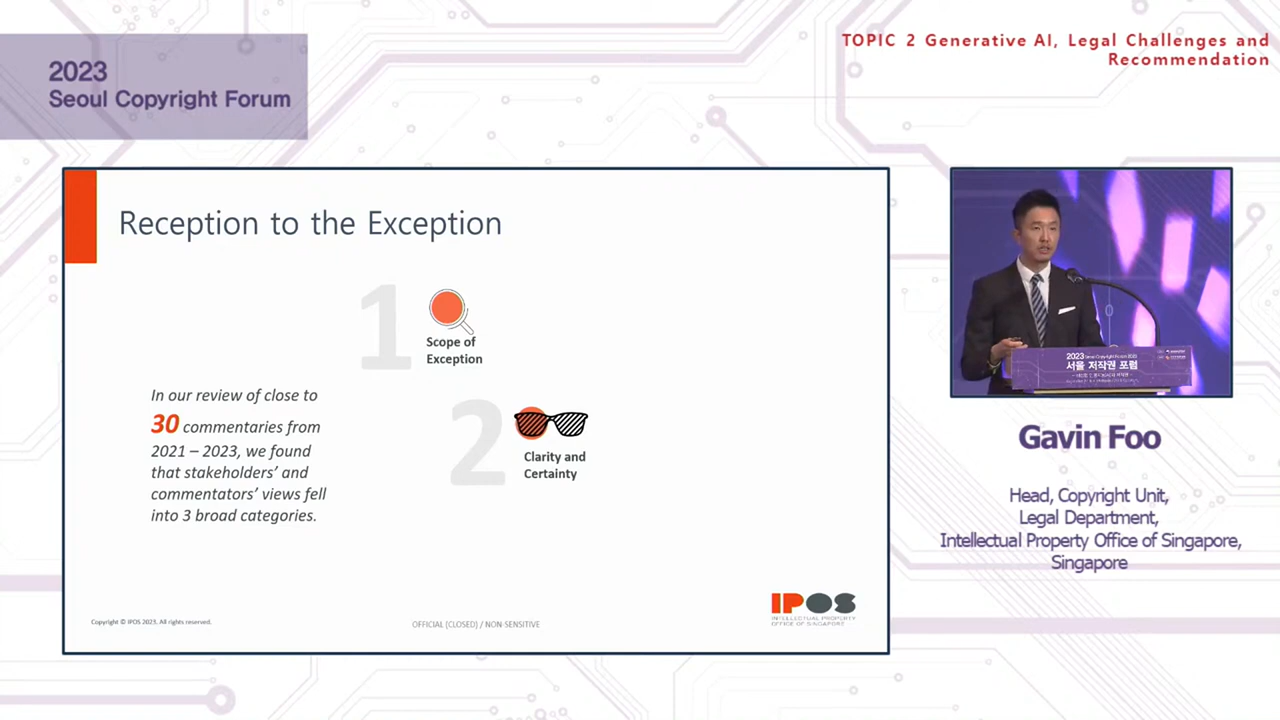 TOPIC 2 Generative AI, Legal Challenges and
Recommendation
2023
Seoul Copyright Forum
Reception to the Exception
1
Scope of
Exception
In our review of close to
30 commentaries from
2021 – 2023, we found
that stakeholders’ and
commentators’ views fell
into 3 broad categories.
2
Clarity and
Certainty
Copyright © IPOS 2023. All rights reserved.
OFFICIAL (CLOSED) / NON-SENSITIVE
IPOS
INTELLECTUAL PROPERTY
OFFICE OF SINGAPORE
2023 Seoul Copyright Forum 2023
서울 저작권 포럼
Gavin Foo
Head, Copyright Unit,
Legal Department,
Intellectual Property Office of Singapore,
Singapore